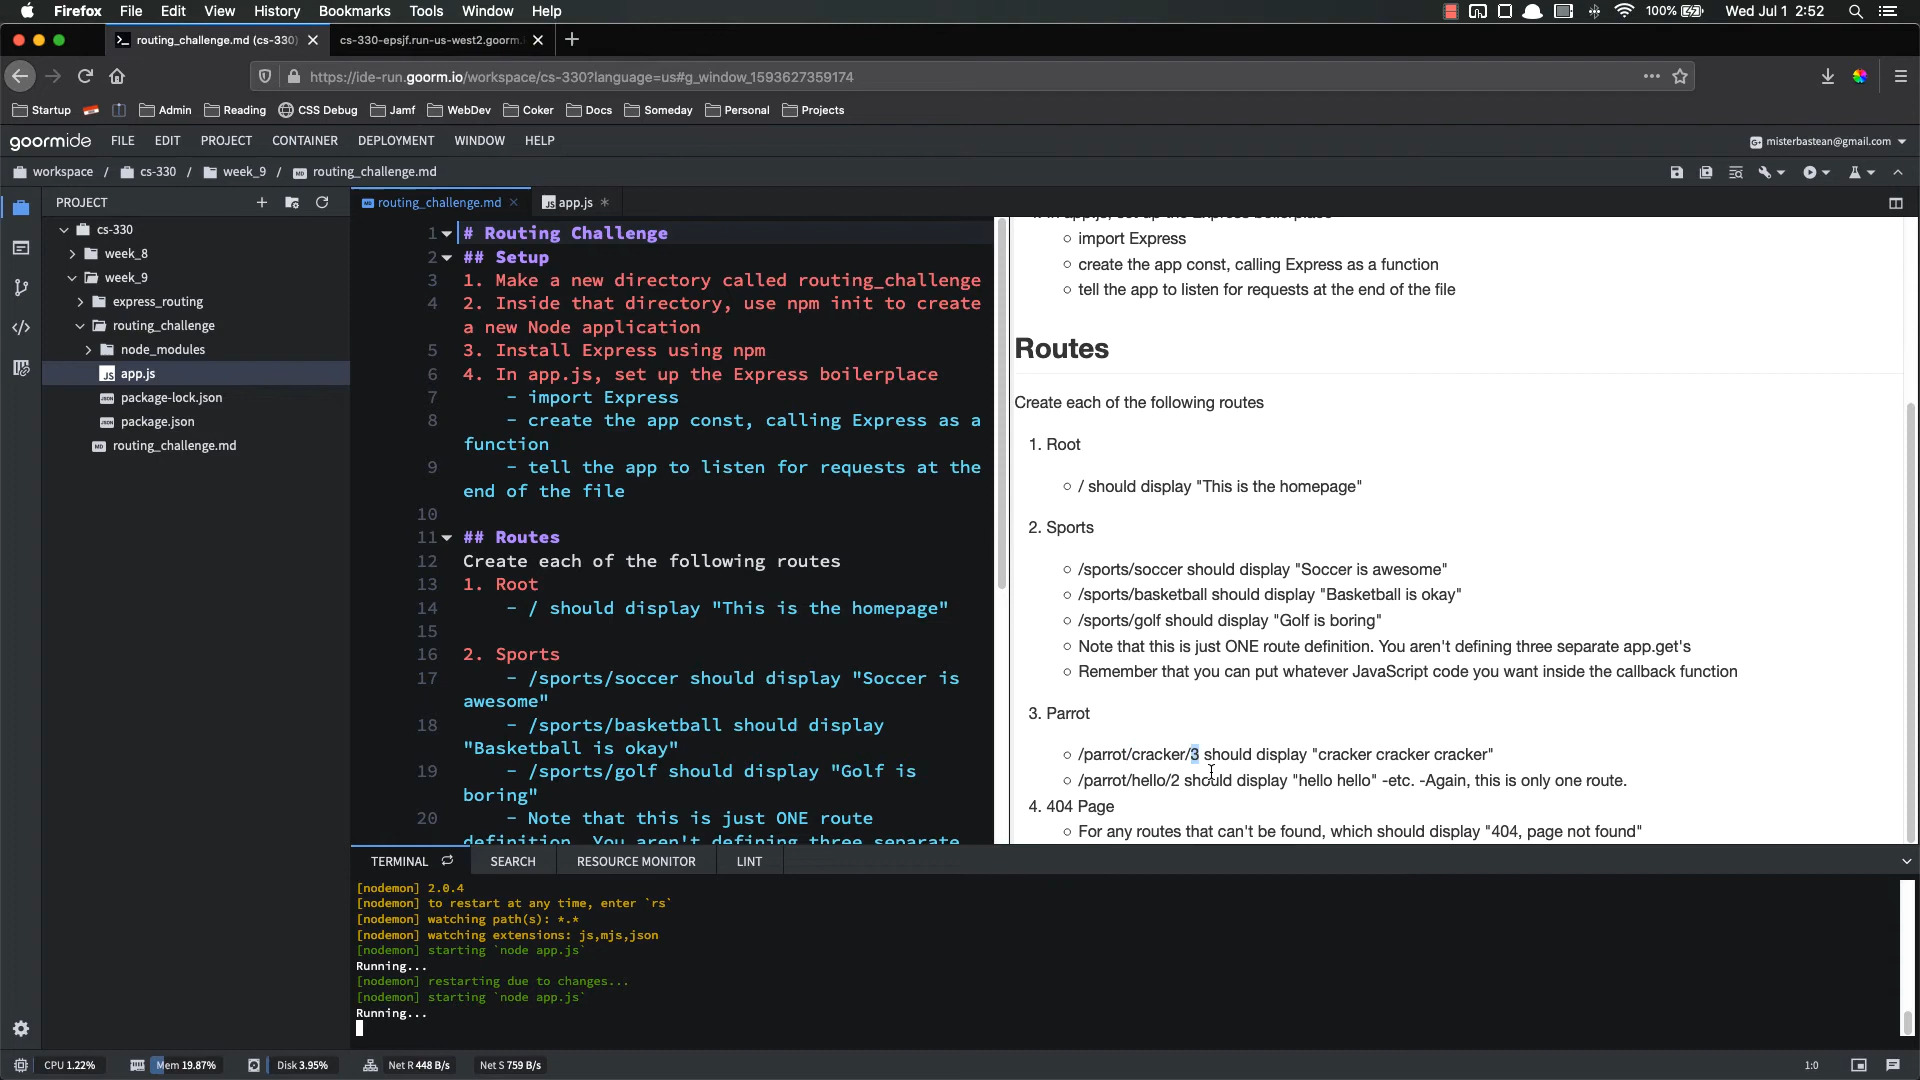 Firefox File Edit View History Bookmarks Tools Window Help 100% Wed Jul 1 2:52
routing_challenge.md (cs-330) cs-330-epsjf.run-us-west2.goorm.
https://ide-run.goorm.io/workspace/cs-330?language=us#g_window_1593627359174
Startup Admin Reading CSS Debug Jamf WebDev Coker Docs Someday Personal Projects
goormide FILE EDIT PROJECT CONTAINER DEPLOYMENT WINDOW HELP misterbastean@gmail.com
workspace / cs-330 / week_9 / routing_challenge.md
PROJECT
cs-330
week_8
week_9
express_routing
routing_challenge
node_modules
app.js
package-lock.json
package.json
routing_challenge.md
routing_challenge.md app.js
1 # Routing Challenge
2 ## Setup
3 1. Make a new directory called routing_challenge
4 2. Inside that directory, use npm init to create
a new Node application
5 3. Install Express using npm
6 4. In app.js, set up the Express boilerplace
7 - import Express
8 - create the app const, calling Express as a
function
9 - tell the app to listen for requests at the
end of the file
10
11 ## Routes
12 Create each of the following routes
13 1. Root
14 - / should display "This is the homepage"
15
16 2. Sports
17 - /sports/soccer should display "Soccer is
awesome"
18 - /sports/basketball should display
"Basketball is okay"
19 - /sports/golf should display "Golf is
boring"
20 - Note that this is just ONE route
definition. You aren't defining three separate
import Express
create the app const, calling Express as a function
tell the app to listen for requests at the end of the file
Routes
Create each of the following routes
1. Root
/ should display "This is the homepage"
2. Sports
/sports/soccer should display "Soccer is awesome"
/sports/basketball should display "Basketball is okay"
/sports/golf should display "Golf is boring"
Note that this is just ONE route definition. You aren't defining three separate app.get's
Remember that you can put whatever JavaScript code you want inside the callback function
3. Parrot
/parrot/cracker/3 should display "cracker cracker cracker"
/parrot/hello/2 should display "hello hello" -etc. -Again, this is only one route.
4. 404 Page
For any routes that can't be found, which should display "404, page not found"
TERMINAL SEARCH RESOURCE MONITOR LINT
[nodemon] 2.0.4
[nodemon] to restart at any time, enter `rs`
[nodemon] watching path(s): *.*
[nodemon] watching extensions: js,mjs,json
[nodemon] starting `node app.js`
Running...
[nodemon] restarting due to changes...
[nodemon] starting `node app.js`
Running...
CPU 1.22% Mem 19.87% Disk 3.95% Net R 448 B/s Net S 759 B/s 1:0